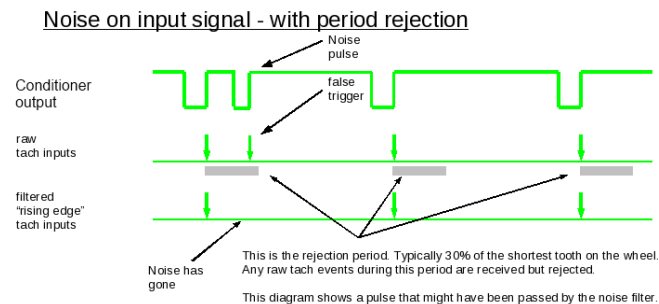 Noise on input signal - with period rejection
Noise
pulse
Conditioner
output
false
trigger
raw
tach inputs
filtered
"rising edge"
tach inputs
Noise has
gone
This is the rejection period. Typically 30% of the shortest tooth on the wheel.
Any raw tach events during this period are received but rejected.
This diagram shows a pulse that might have been passed by the noise filter.